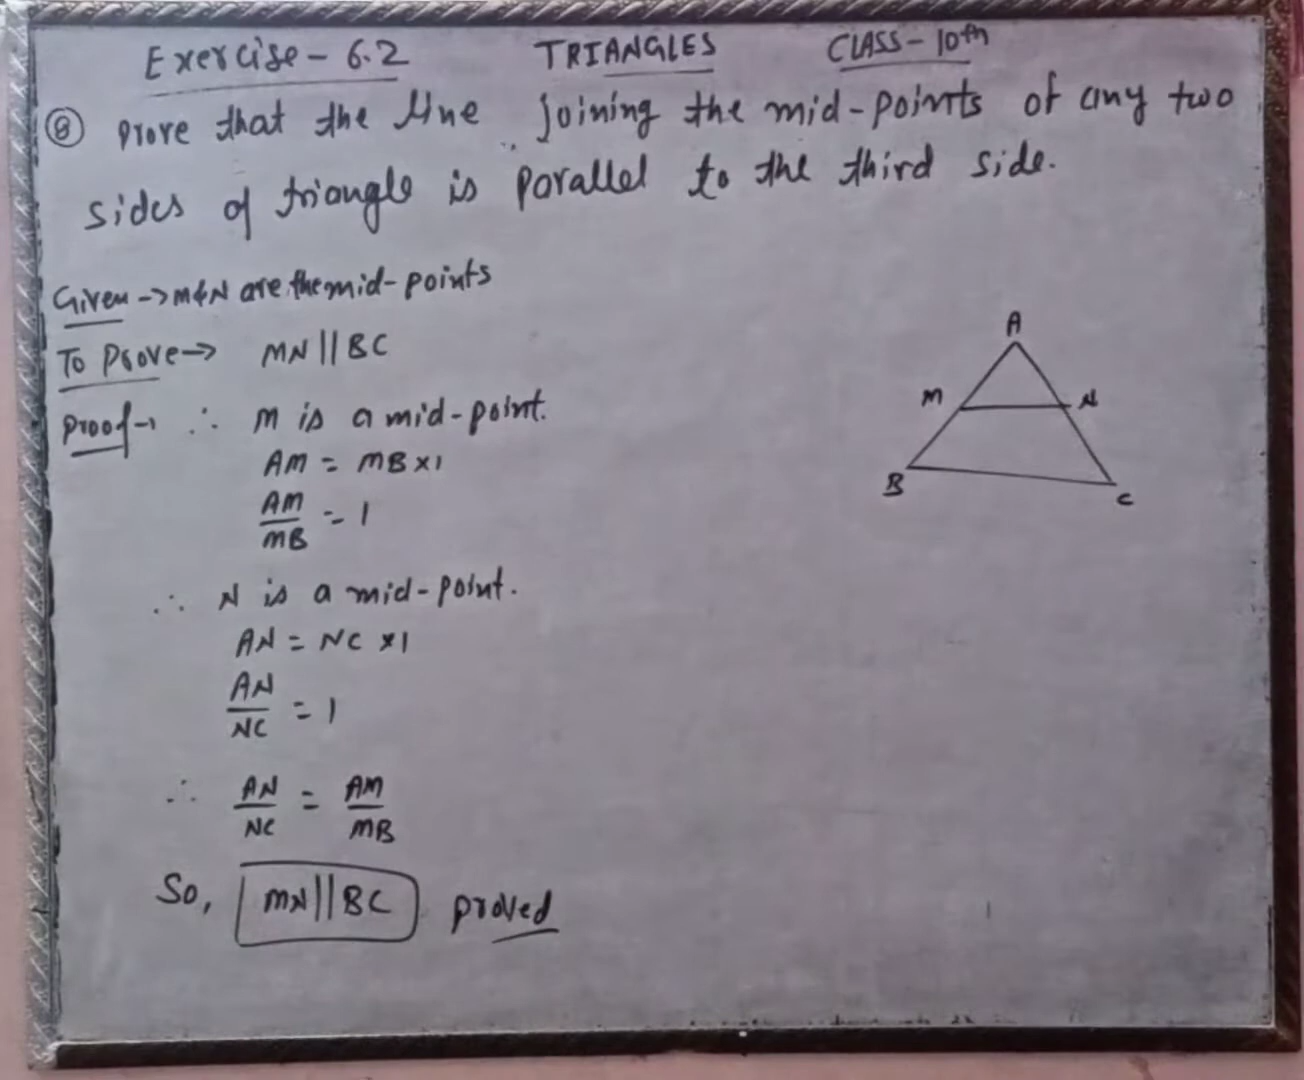 Exercise - 6.2 TRIANGLES CLASS - 10th
⑧ Prove that the line joining the mid-points of any two
sides of triangle is parallel to the third side.
Given -> M&N are the mid-points
To Prove -> MN || BC
Proof -> ∴ M is a mid-point.
AM = MB ×1
AM/MB = 1
∴ N is a mid-point.
AN = NC ×1
AN/NC = 1
∴ AN/NC = AM/MB
So, MN || BC proved
A
M N
B C